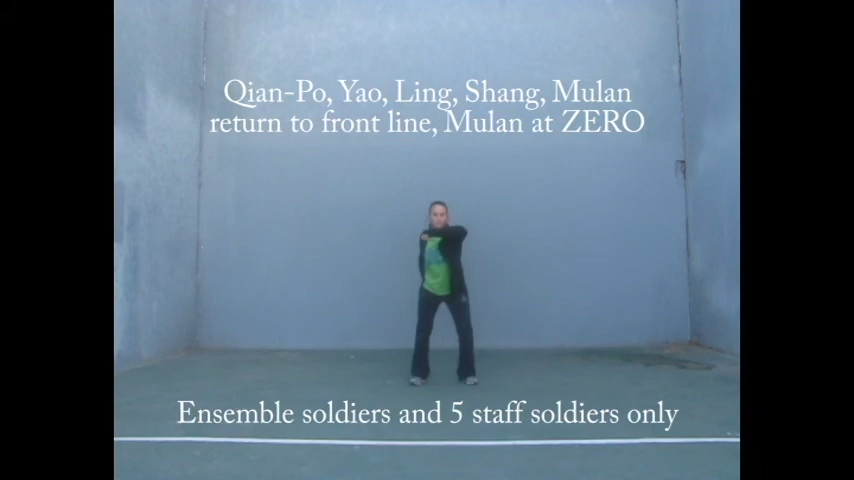 Qian-Po, Yao, Ling, Shang, Mulan
return to front line, Mulan at ZERO
Ensemble soldiers and 5 staff soldiers only